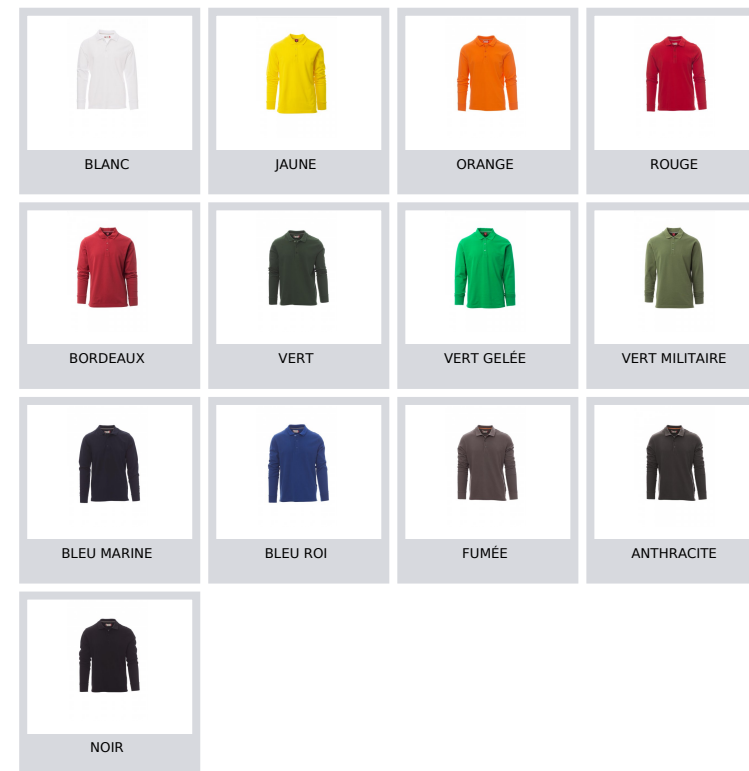 BLANC
JAUNE
ORANGE
ROUGE
BORDEAUX
VERT
VERT GELÉE
VERT MILITAIRE
BLEU MARINE
BLEU ROI
FUMÉE
ANTHRACITE
NOIR